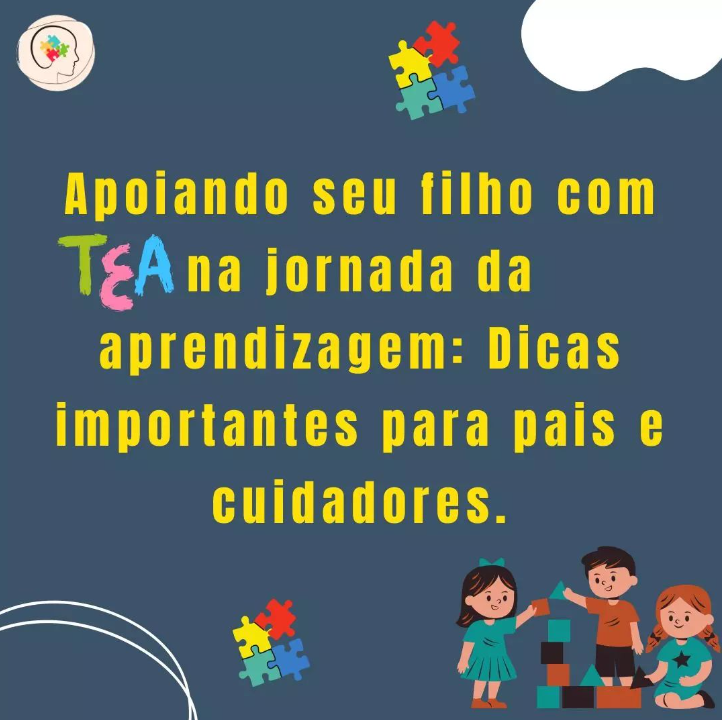 Apoiando seu filho com
TEA na jornada da
aprendizagem: Dicas
importantes para pais e
cuidadores.